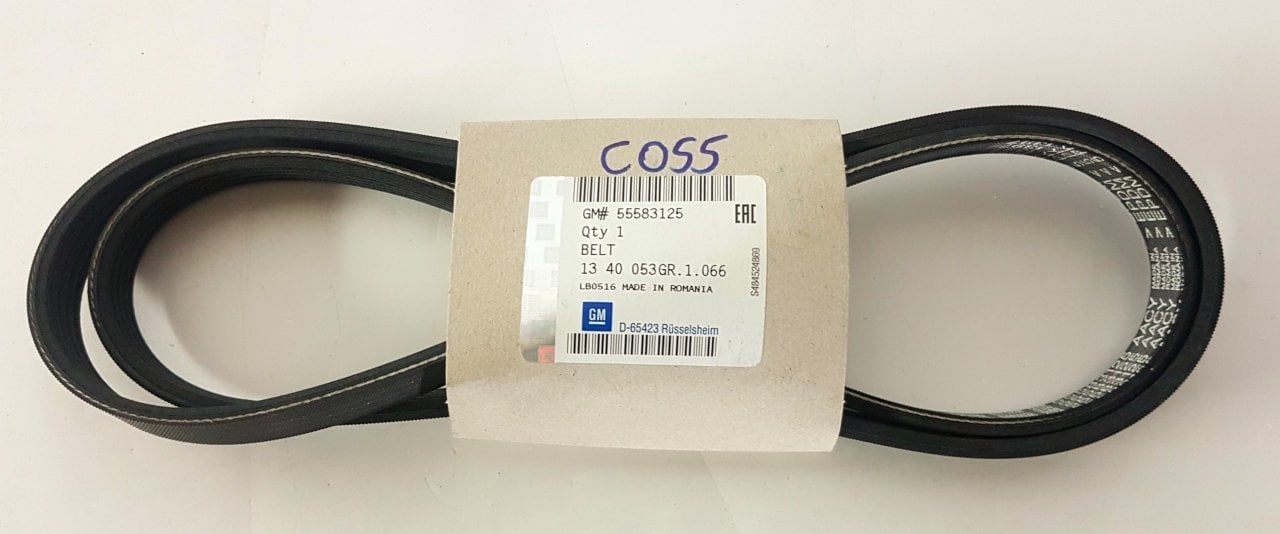 COSS
GM# 55583125
EAC
Qty 1
BELT
13 40 053GR.1.066
LB0516 MADE IN ROMANIA
S484524869
GM
D-65423 Rüsselsheim